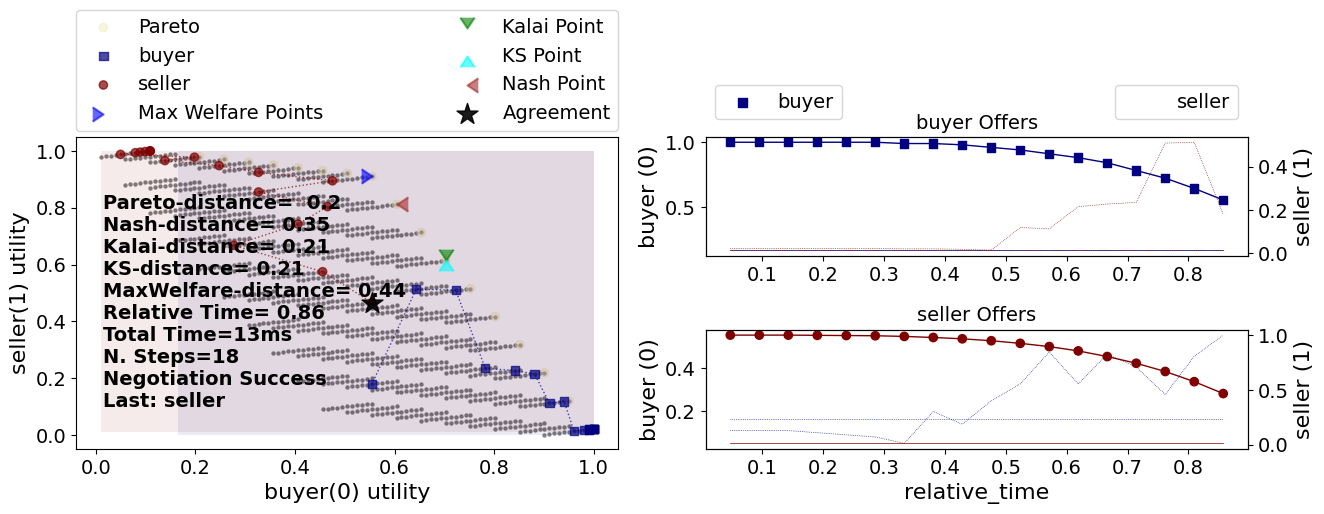 Pareto
buyer
seller
Max Welfare Points
Kalai Point
KS Point
Nash Point
Agreement
1.0
0.8
0.6
0.4
0.2
0.0
seller(1) utility
Pareto-distance= 0.2
Nash-distance= 0.35
Kalai-distance= 0.21
KS-distance= 0.21
MaxWelfare-distance= 0.44
Relative Time= 0.86
Total Time=13ms
N. Steps=18
Negotiation Success
Last: seller
0.0 0.2 0.4 0.6 0.8 1.0
buyer(0) utility
buyer
seller
buyer Offers
buyer (0)
1.0
0.5
0.4
0.2
0.0
seller (1)
0.1 0.2 0.3 0.4 0.5 0.6 0.7 0.8
seller Offers
buyer (0)
0.4
0.2
1.0
0.5
0.0
seller (1)
0.1 0.2 0.3 0.4 0.5 0.6 0.7 0.8
relative_time